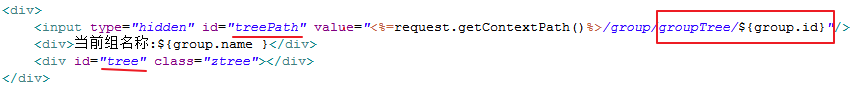 <div>
<input type="hidden" id="treePath" value="<%=request.getContextPath()%>/group/groupTree/${group.id}"/>
<div>当前组名称:${group.name }</div>
<div id="tree" class="ztree"></div>
</div>